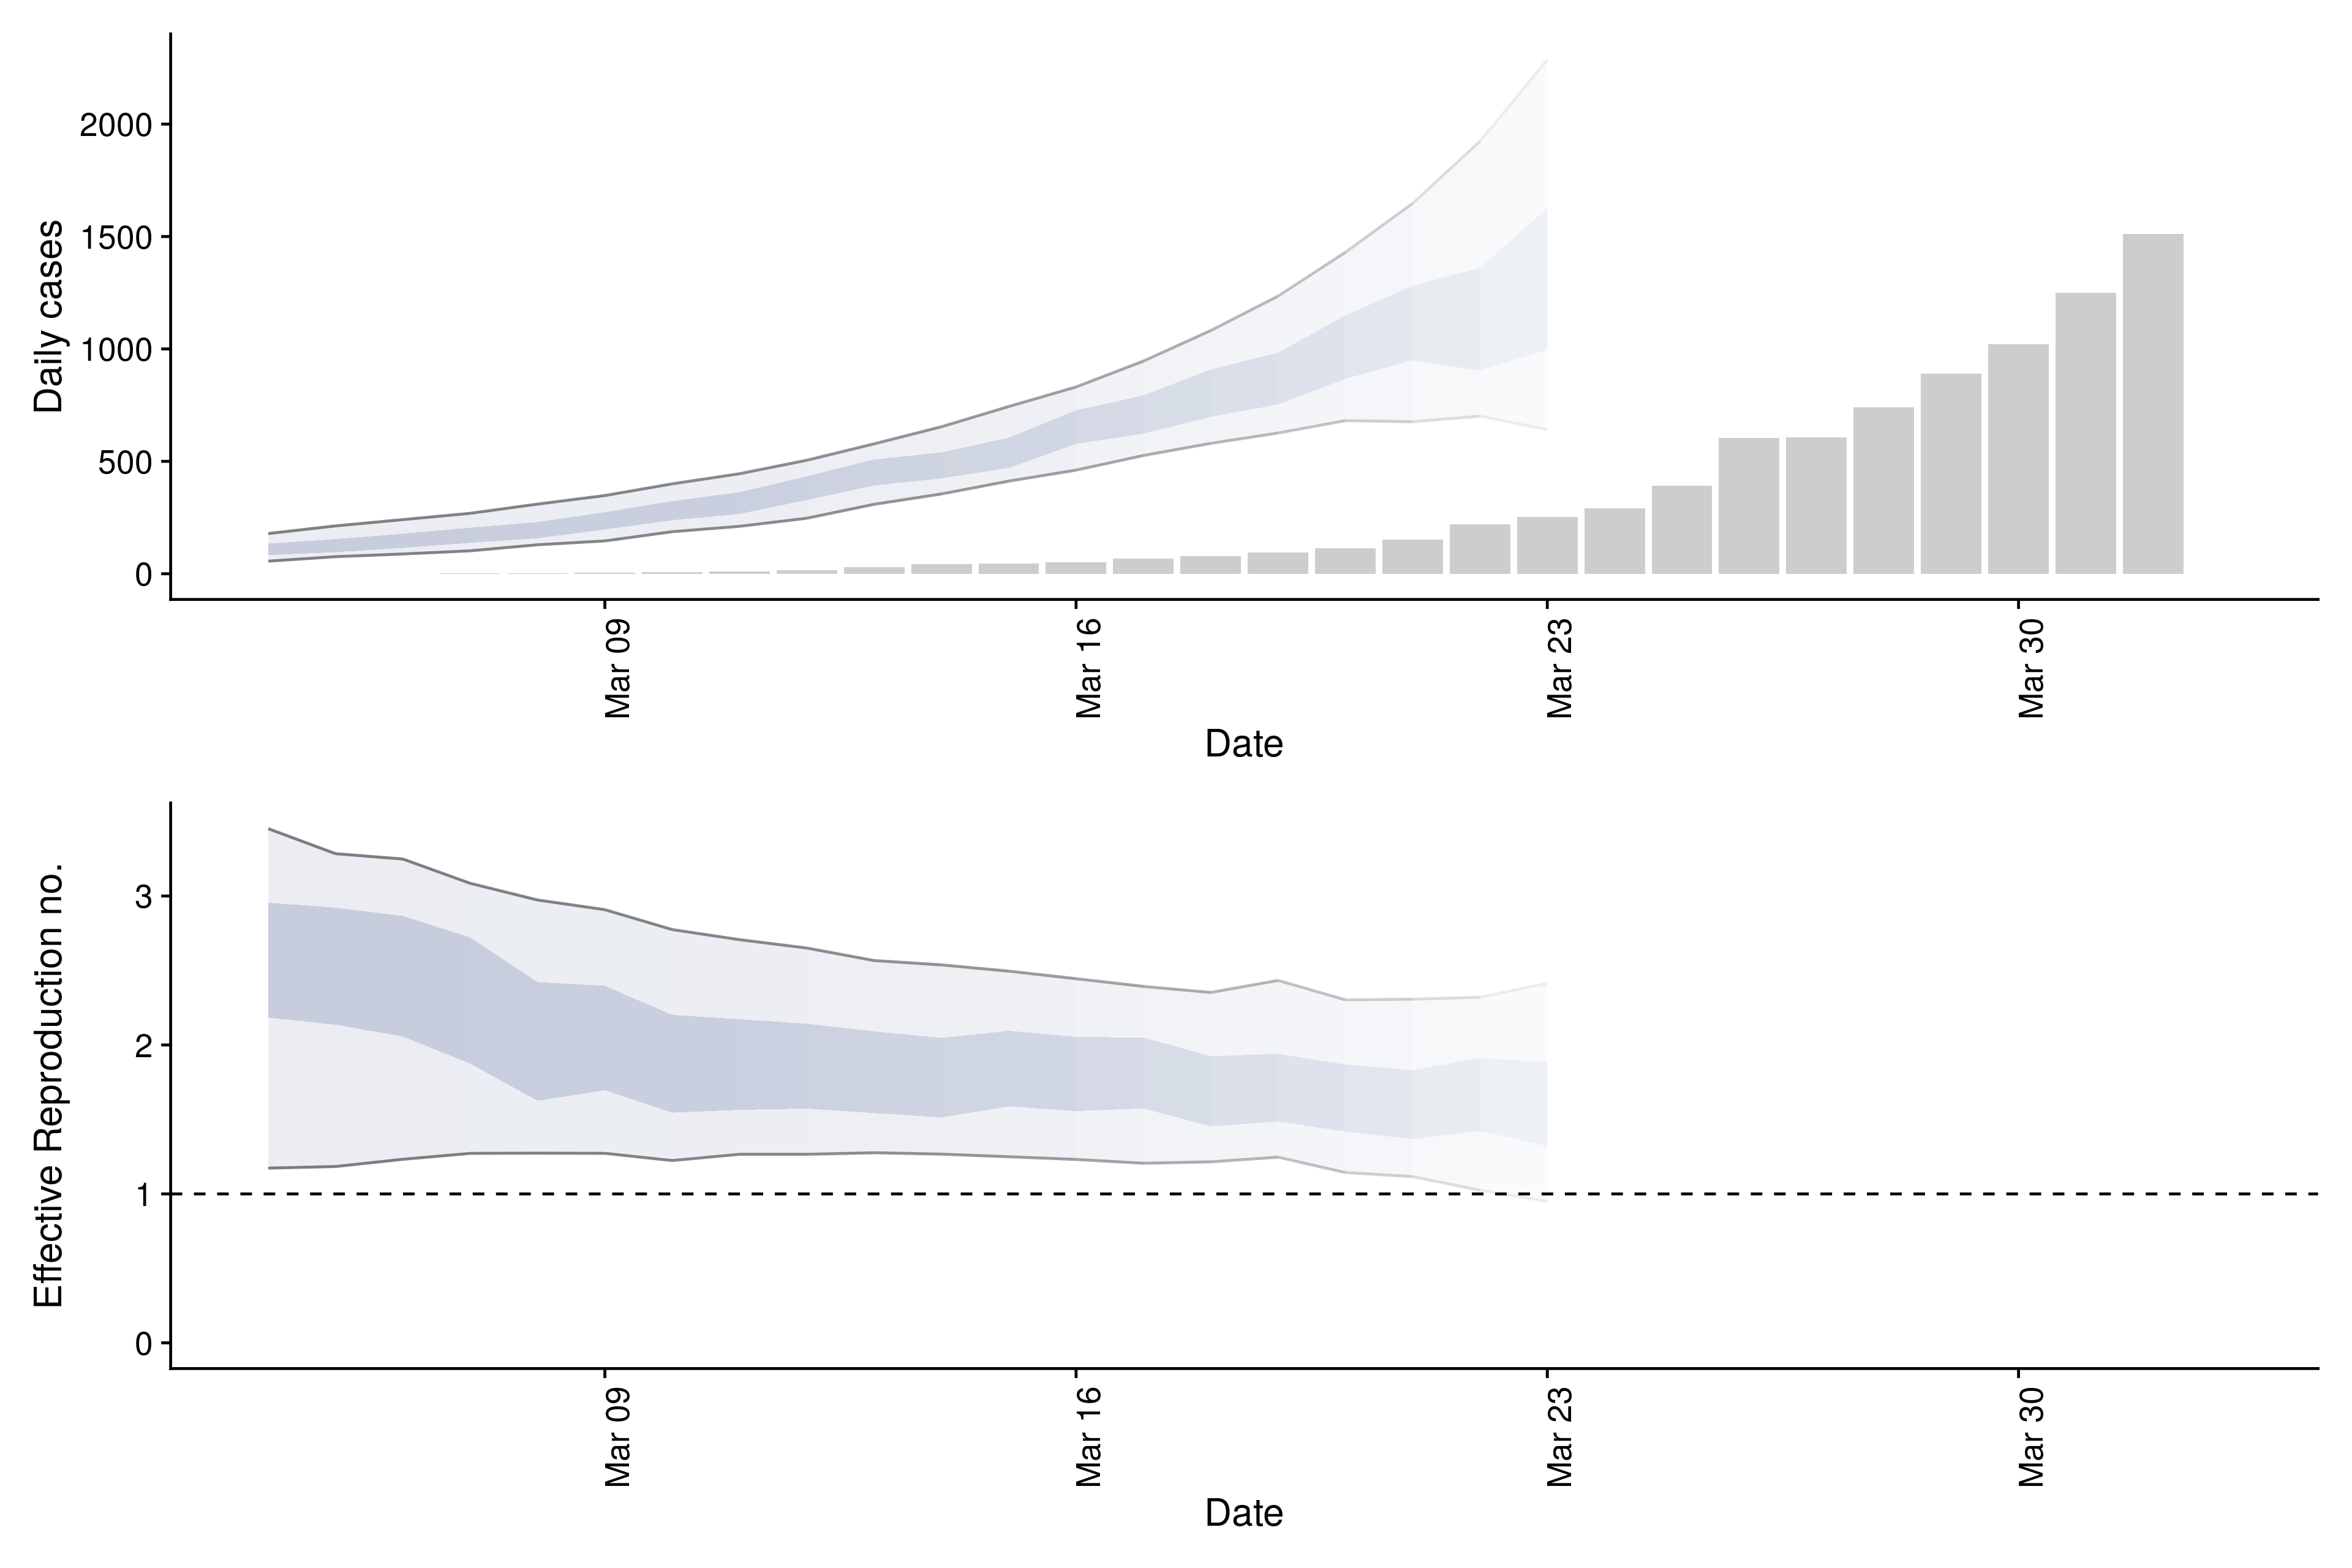 Daily cases
2000
1500
1000
500
0
Mar 09
Mar 16
Mar 23
Mar 30
Date
Effective Reproduction no.
3
2
1
0
Mar 09
Mar 16
Mar 23
Mar 30
Date